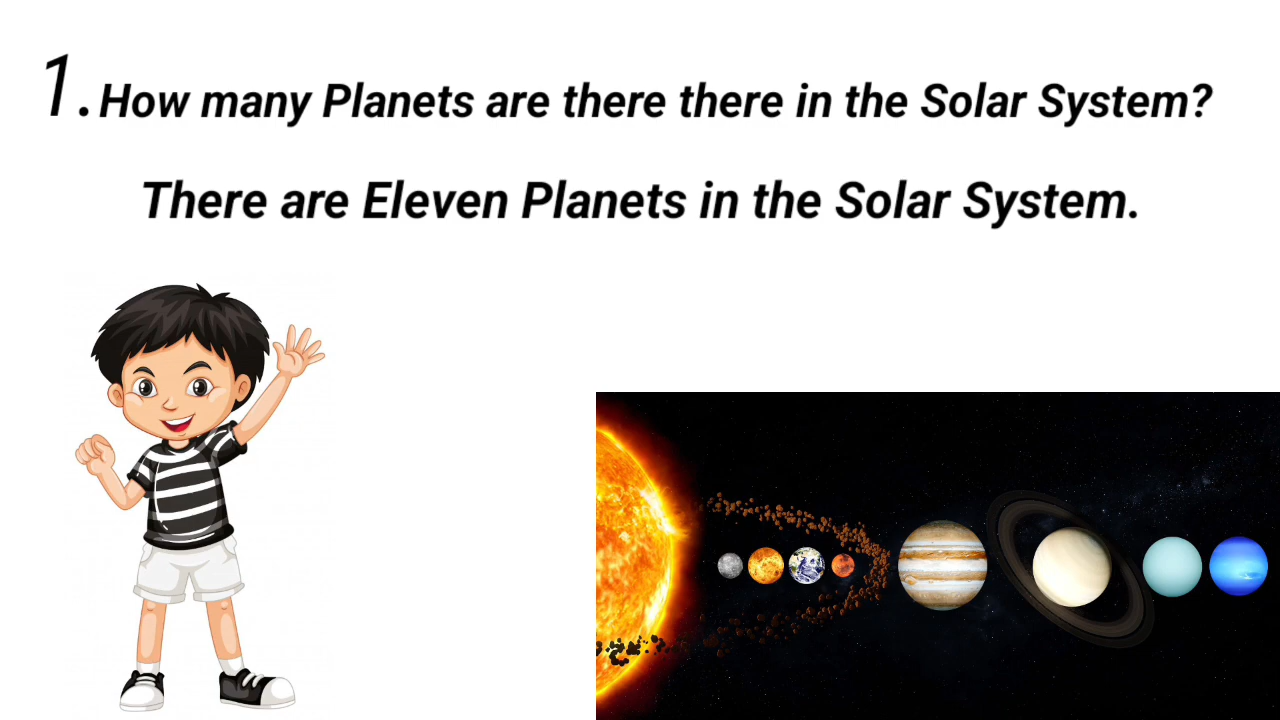 1. How many Planets are there there in the Solar System?
There are Eleven Planets in the Solar System.